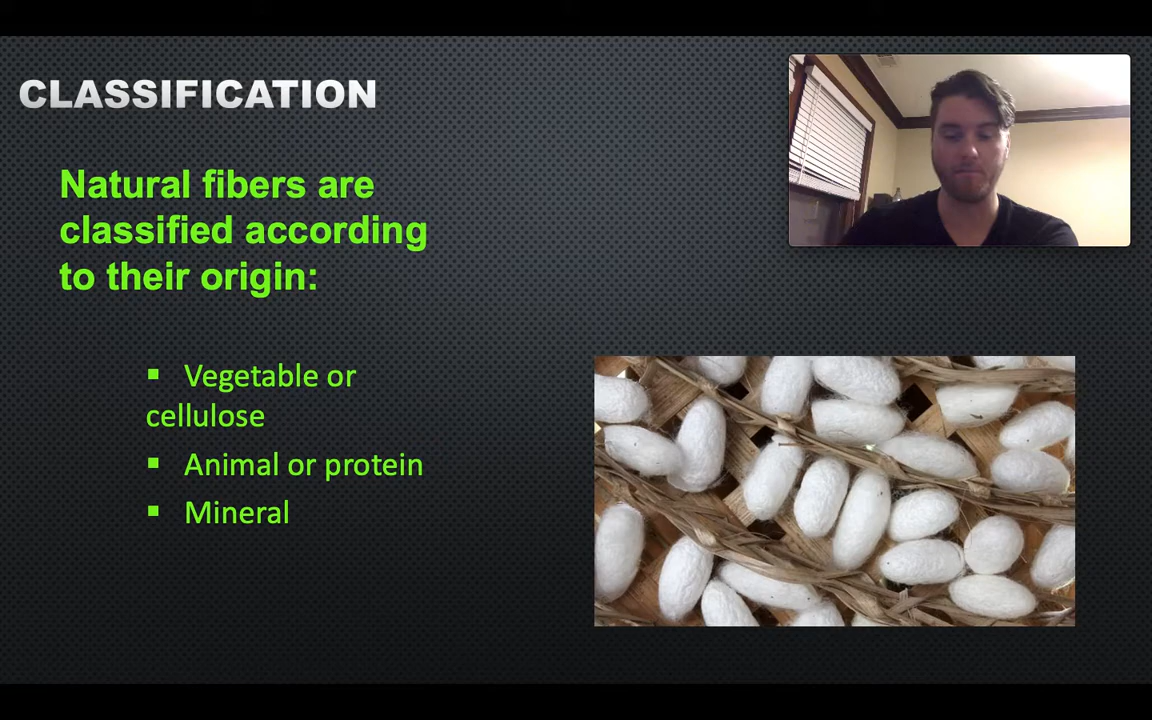 CLASSIFICATION
Natural fibers are
classified according
to their origin:
▪ Vegetable or
cellulose
▪ Animal or protein
▪ Mineral